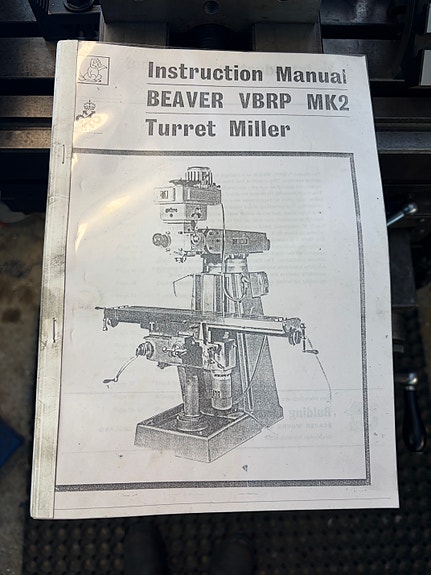 Instruction Manual
BEAVER VBRP MK2
Turret Miller